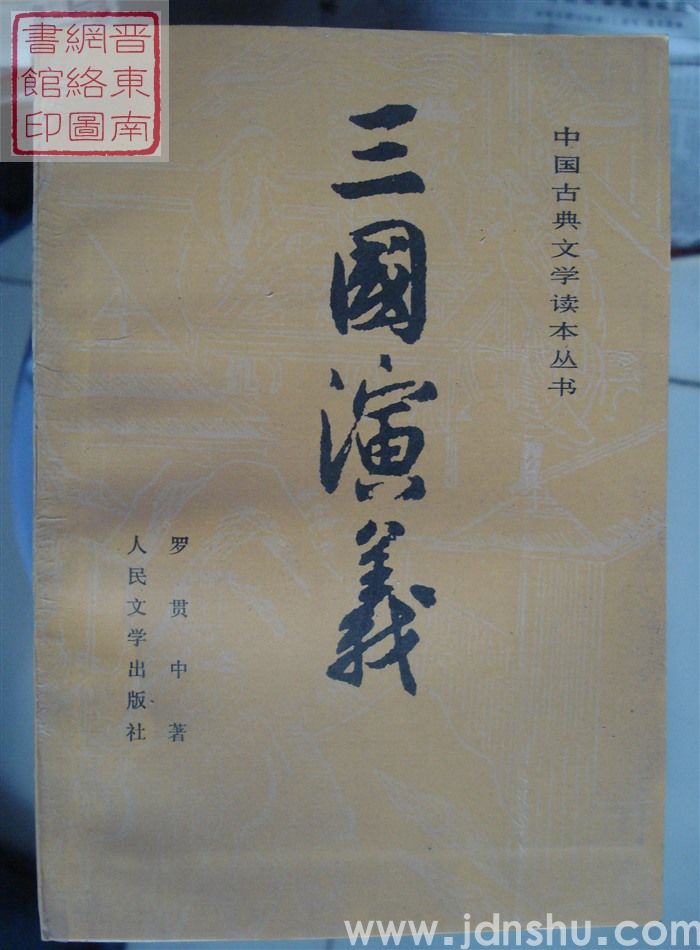 晋東南
網絡圖
書館印
中国古典文学读本丛书
三國演義
罗贯中 著
人民文学出版社
www.jdnshu.com